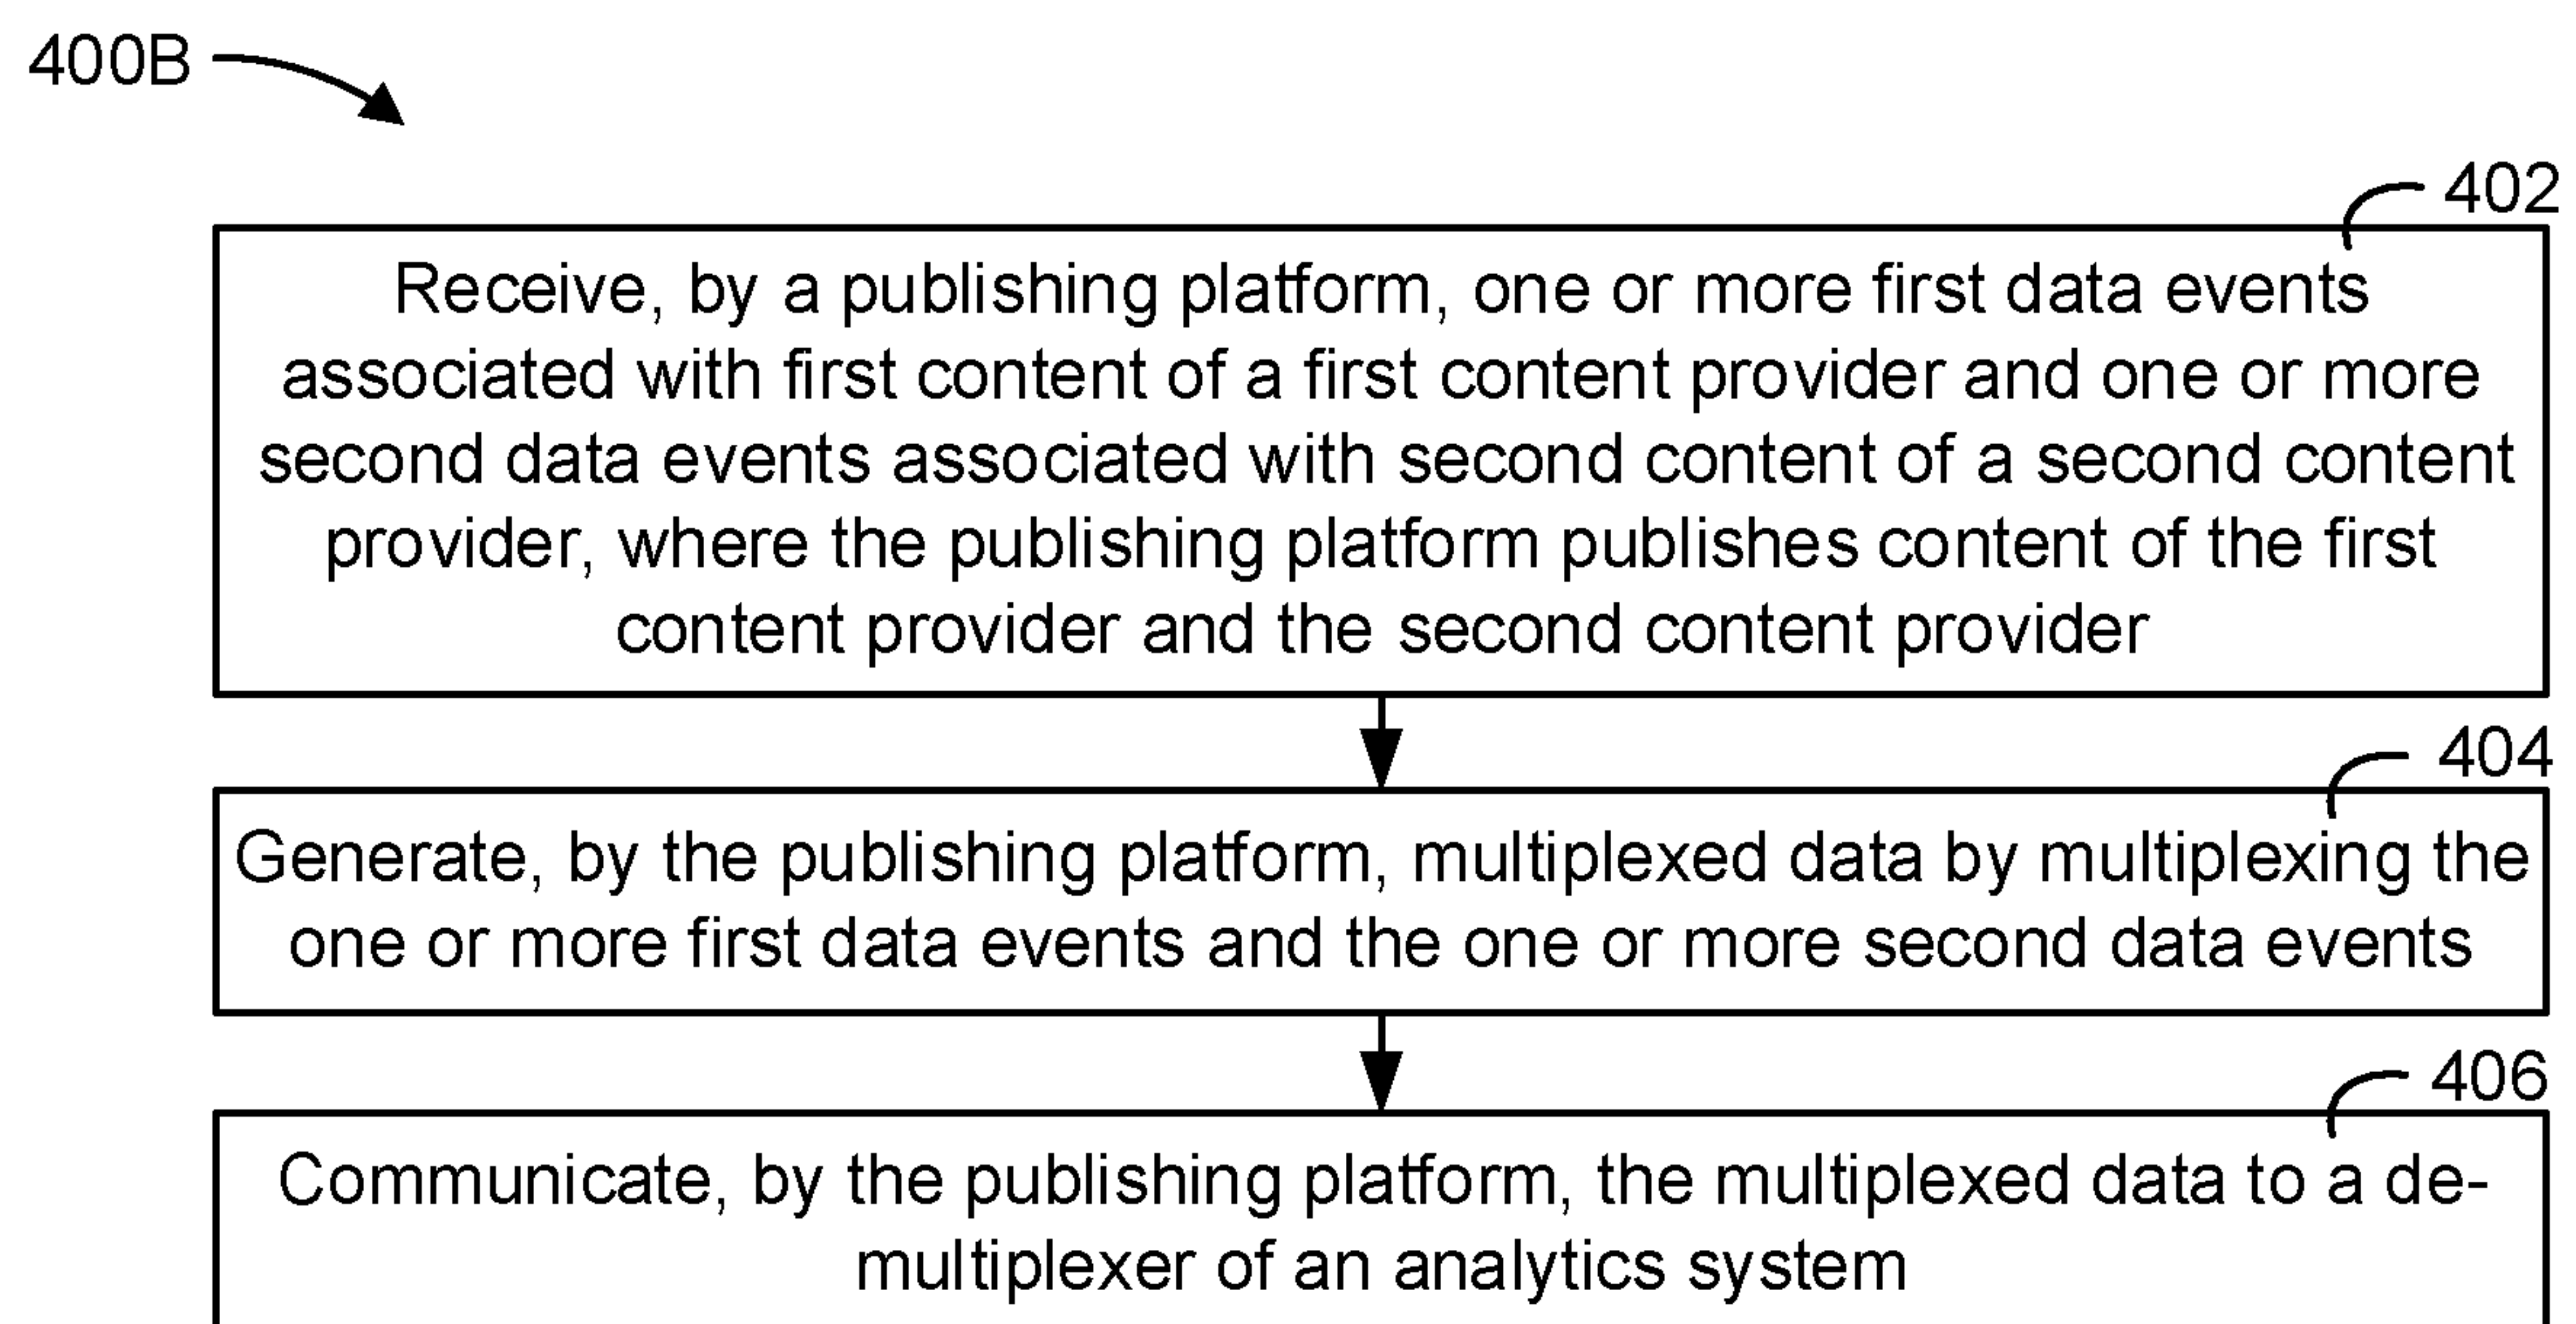 400B
402
Receive, by a publishing platform, one or more first data events
associated with first content of a first content provider and one or more
second data events associated with second content of a second content
provider, where the publishing platform publishes content of the first
content provider and the second content provider
404
Generate, by the publishing platform, multiplexed data by multiplexing the
one or more first data events and the one or more second data events
406
Communicate, by the publishing platform, the multiplexed data to a de-
multiplexer of an analytics system